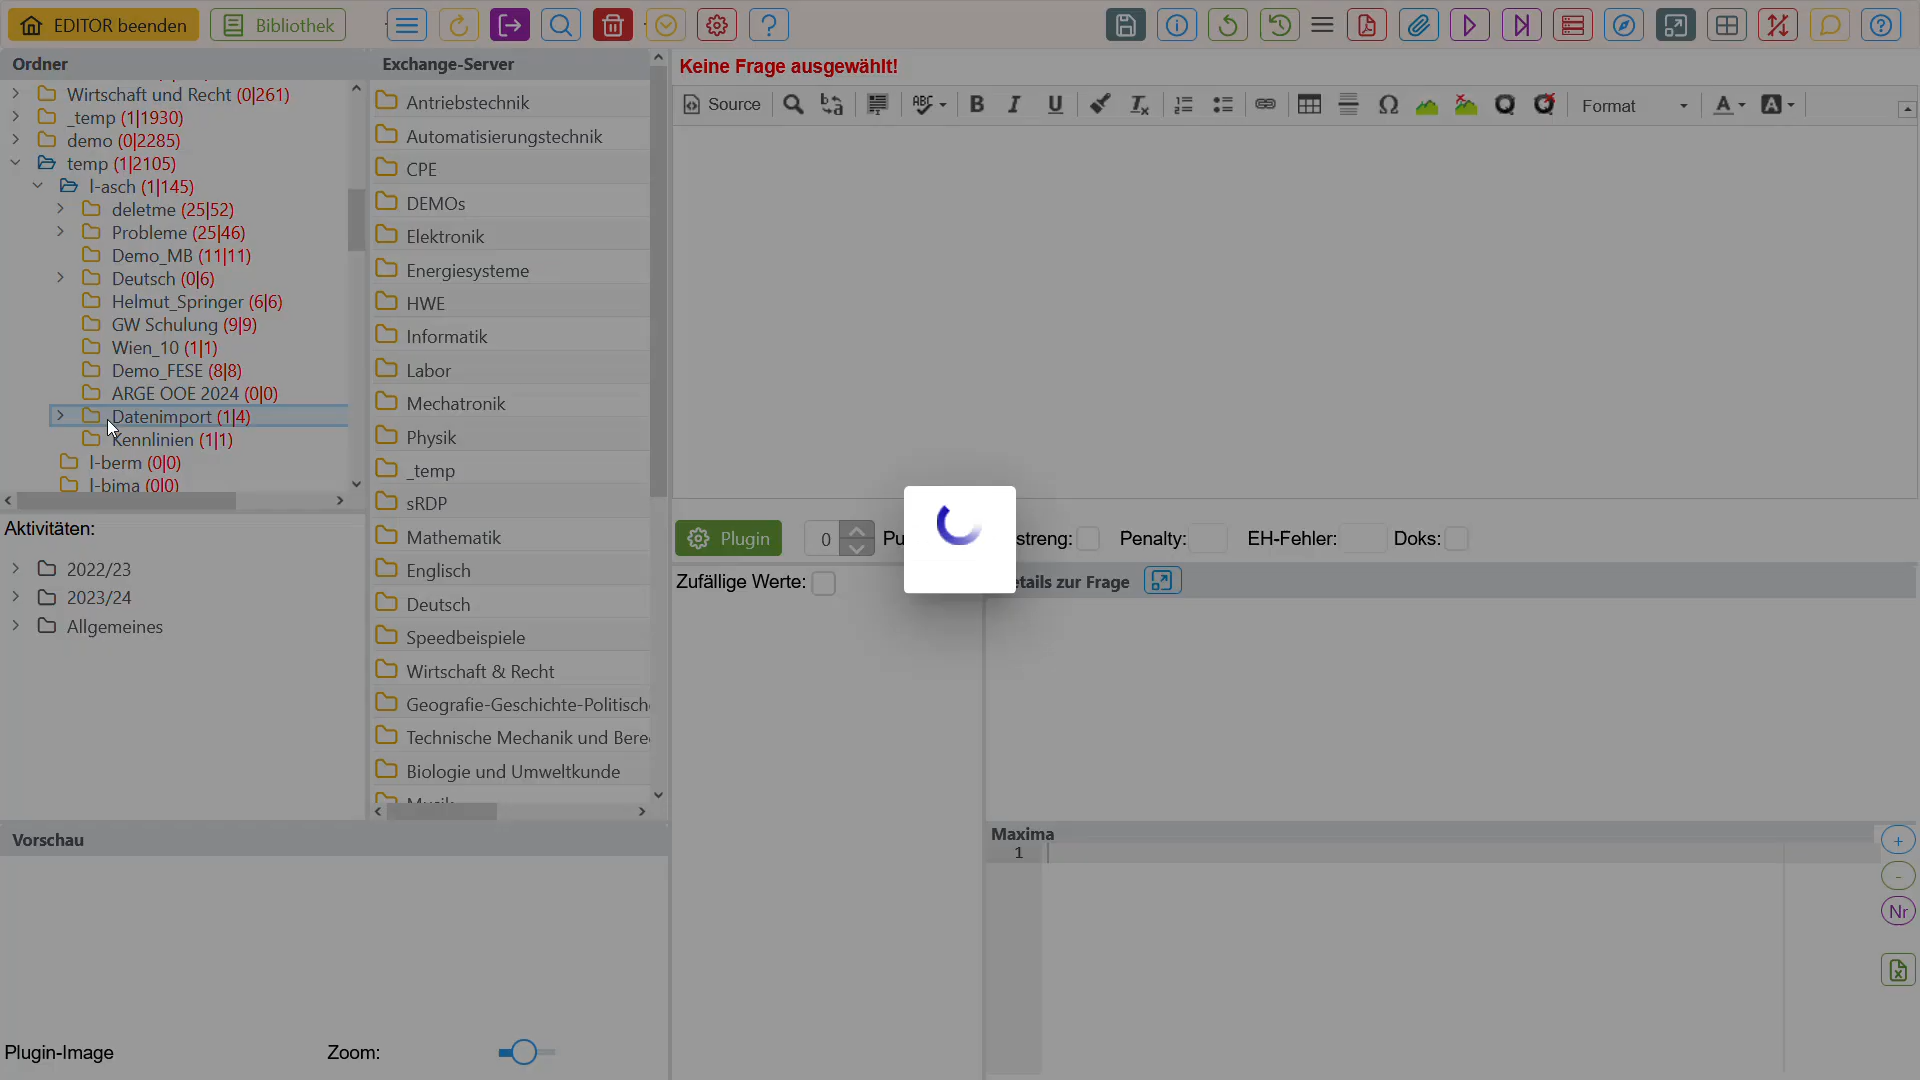 EDITOR beenden
Bibliothek
Ordner
Wirtschaft und Recht (0|261)
_temp (1|1930)
demo (0|2285)
temp (1|2105)
l-asch (1|145)
deletme (25|52)
Probleme (25|46)
Demo_MB (11|11)
Deutsch (0|6)
Helmut_Springer (6|6)
GW Schulung (9|9)
Wien_10 (1|1)
Demo_FESE (8|8)
ARGE OOE 2024 (0|0)
Datenimport (1|4)
Kennlinien (1|1)
l-berm (0|0)
l-bima (0|0)
Aktivitäten:
2022/23
2023/24
Allgemeines
Exchange-Server
Antriebstechnik
Automatisierungstechnik
CPE
DEMOs
Elektronik
Energiesysteme
HWE
Informatik
Labor
Mechatronik
Physik
_temp
sRDP
Mathematik
Englisch
Deutsch
Speedbeispiele
Wirtschaft & Recht
Geografie-Geschichte-Politisch
Technische Mechanik und Bere
Biologie und Umweltkunde
Musik
Vorschau
Plugin-Image
Zoom:
Keine Frage ausgewählt!
Source
ABC
B I U
Format
A A
Plugin
0
Pu
streng:
Penalty:
EH-Fehler:
Doks:
Zufällige Werte:
etails zur Frage
Maxima
1
+
-
Nr